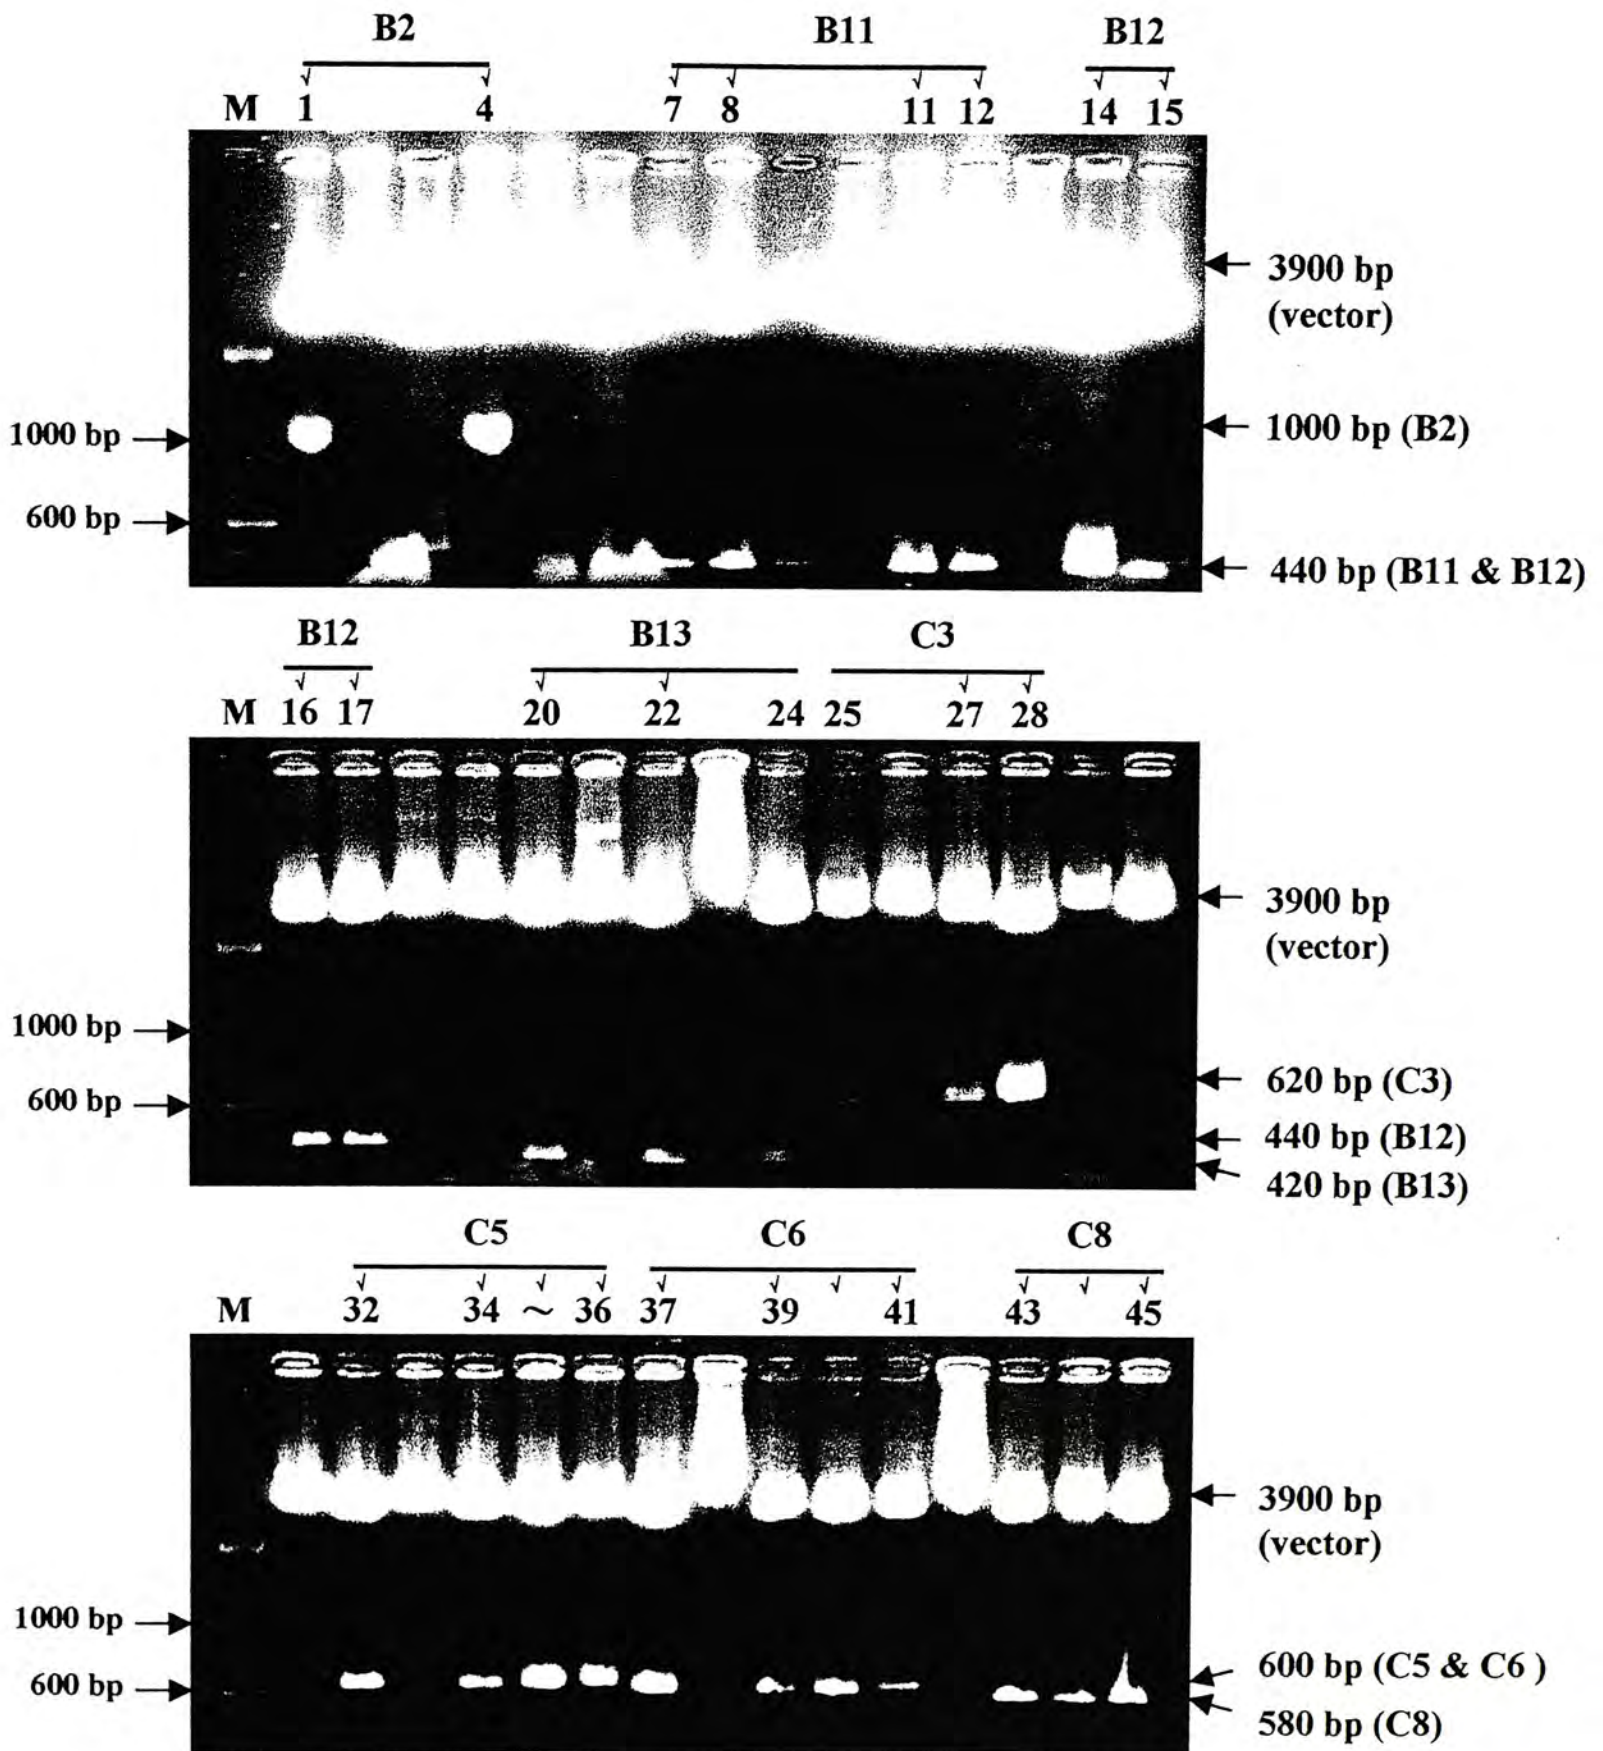 B2 B11 B12
√ √ √ √ √ √ √ √
M 1 4 7 8 11 12 14 15
3900 bp
(vector)
1000 bp
1000 bp (B2)
600 bp
440 bp (B11 & B12)
B12 B13 C3
√ √ √ √ √ √
M 16 17 20 22 24 25 27 28
3900 bp
(vector)
1000 bp
620 bp (C3)
600 bp
440 bp (B12)
420 bp (B13)
C5 C6 C8
√ √ √ √ √ √ √ √ √ √ √
M 32 34 ~ 36 37 39 41 43 45
3900 bp
(vector)
1000 bp
600 bp (C5 & C6 )
600 bp
580 bp (C8)